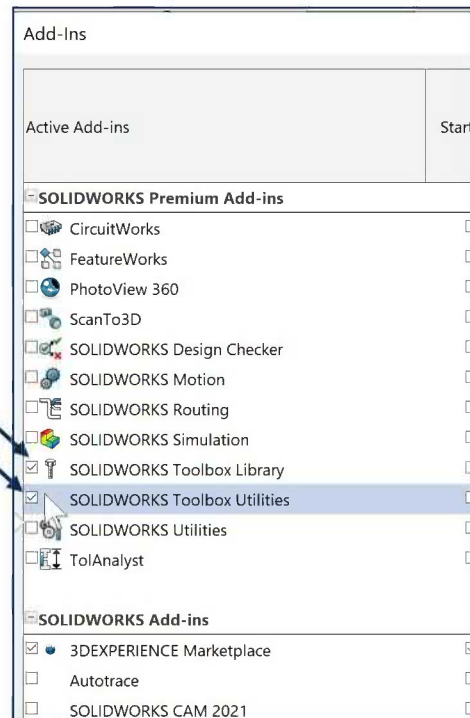 Add-Ins
Active Add-ins
SOLIDWORKS Premium Add-ins
CircuitWorks
FeatureWorks
PhotoView 360
ScanTo3D
SOLIDWORKS Design Checker
SOLIDWORKS Motion
SOLIDWORKS Routing
SOLIDWORKS Simulation
SOLIDWORKS Toolbox Library
SOLIDWORKS Toolbox Utilities
SOLIDWORKS Utilities
TolAnalyst
SOLIDWORKS Add-ins
3DEXPERIENCE Marketplace
Autotrace
SOLIDWORKS CAM 2021